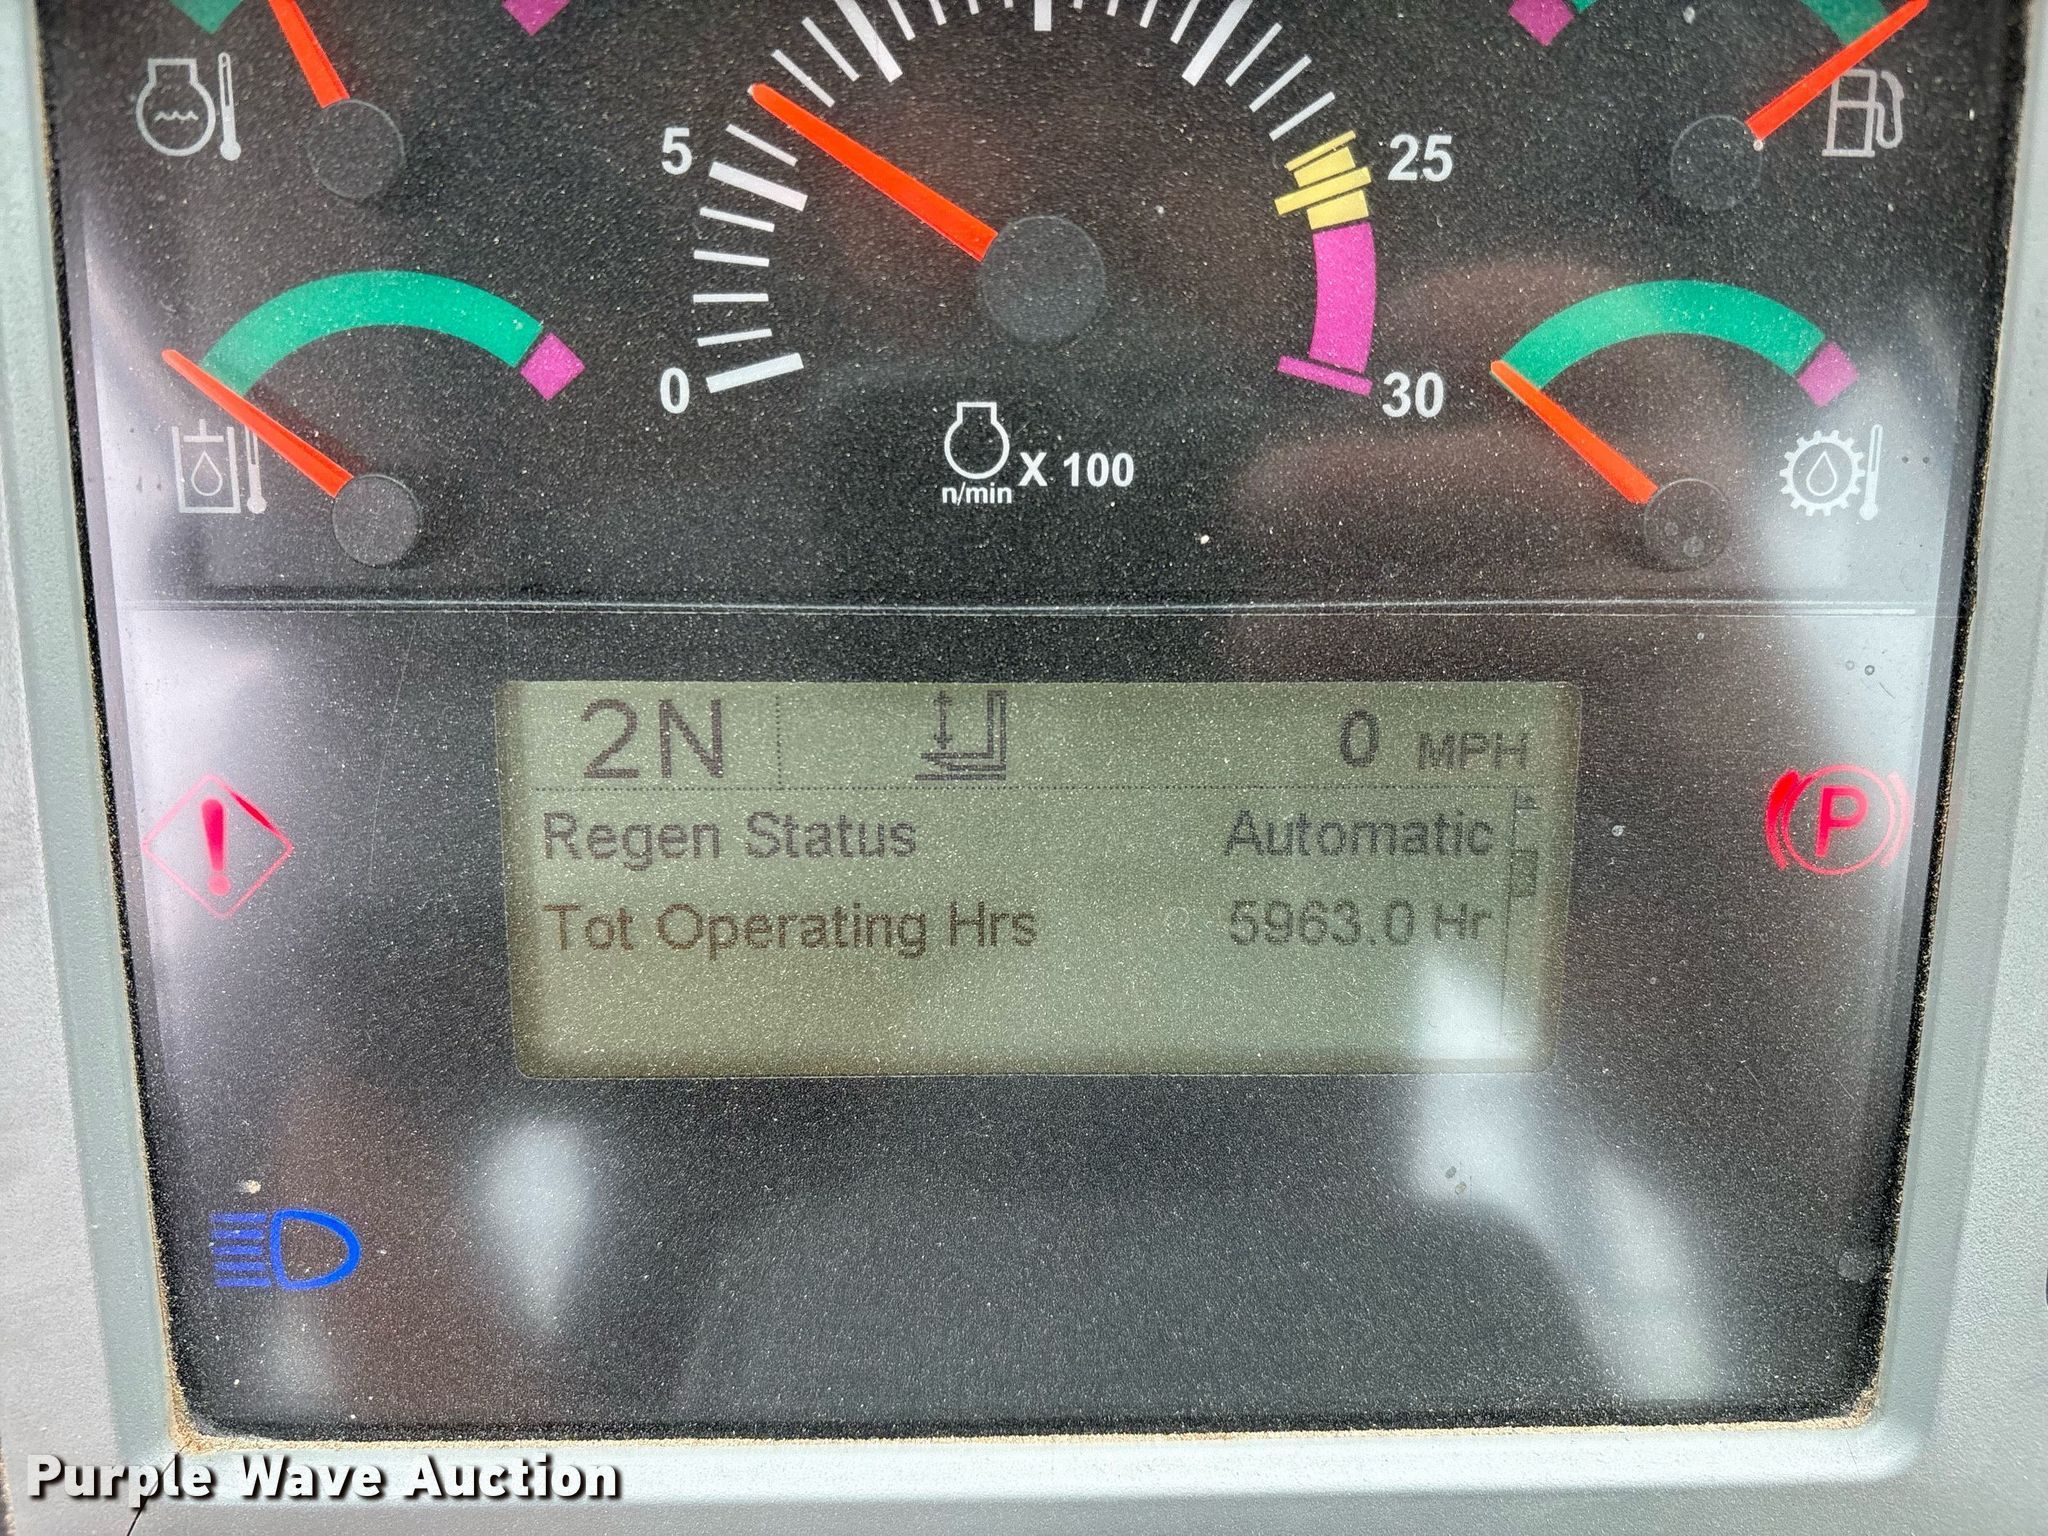 5
25
0
30
X 100
n/min
2N
0 MPH
Regen Status Automatic
Tot Operating Hrs 5963.0 Hr
P
Purple Wave Auction